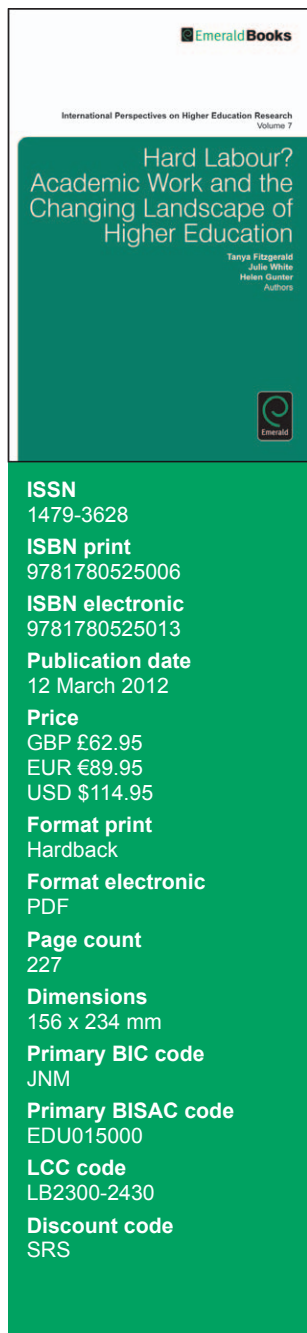 Emerald Books
International Perspectives on Higher Education Research
Volume 7
Hard Labour?
Academic Work and the
Changing Landscape of
Higher Education
Tanya Fitzgerald
Julie White
Helen Gunter
Authors
Emerald
ISSN
1479-3628
ISBN print
9781780525006
ISBN electronic
9781780525013
Publication date
12 March 2012
Price
GBP £62.95
EUR €89.95
USD $114.95
Format print
Hardback
Format electronic
PDF
Page count
227
Dimensions
156 x 234 mm
Primary BIC code
JNM
Primary BISAC code
EDU015000
LCC code
LB2300-2430
Discount code
SRS